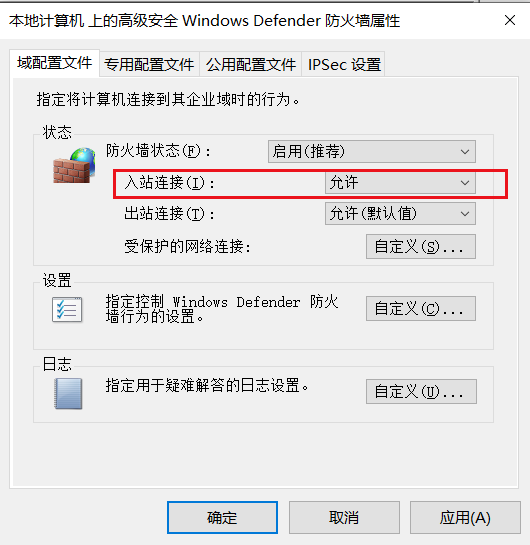 本地计算机 上的高级安全 Windows Defender 防火墙属性
域配置文件 专用配置文件 公用配置文件 IPSec 设置
指定将计算机连接到其企业域时的行为。
状态
防火墙状态(F): 启用(推荐)
入站连接(I): 允许
出站连接(T): 允许(默认值)
受保护的网络连接: 自定义(S)...
设置
指定控制 Windows Defender 防火
墙行为的设置。
自定义(C)...
日志
指定用于疑难解答的日志设置。
自定义(U)...
确定 取消 应用(A)